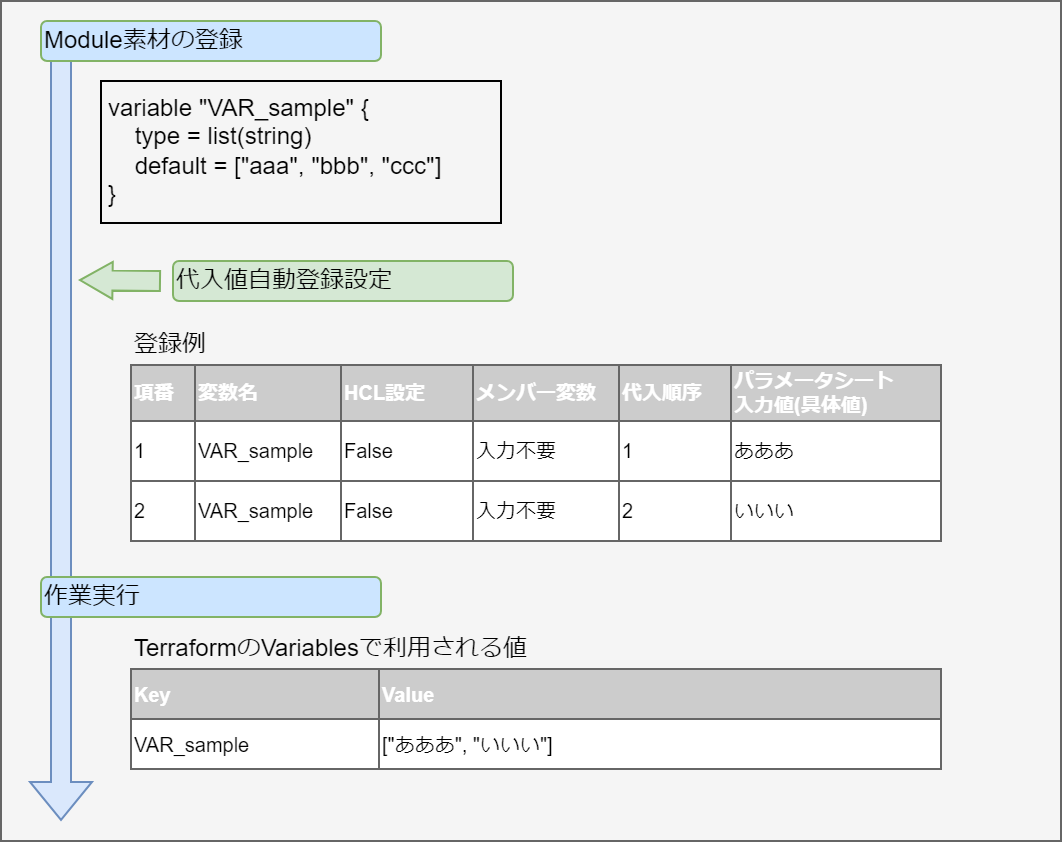 Module素材の登録
variable "VAR_sample" {
type = list(string)
default = ["aaa", "bbb", "ccc"]
}
代入値自動登録設定
登録例
項番 変数名 HCL設定 メンバー変数 代入順序 パラメータシート
入力値(具体値)
1 VAR_sample False 入力不要 1 あああ
2 VAR_sample False 入力不要 2 いいい
作業実行
TerraformのVariablesで利用される値
Key Value
VAR_sample ["あああ", "いいい"]